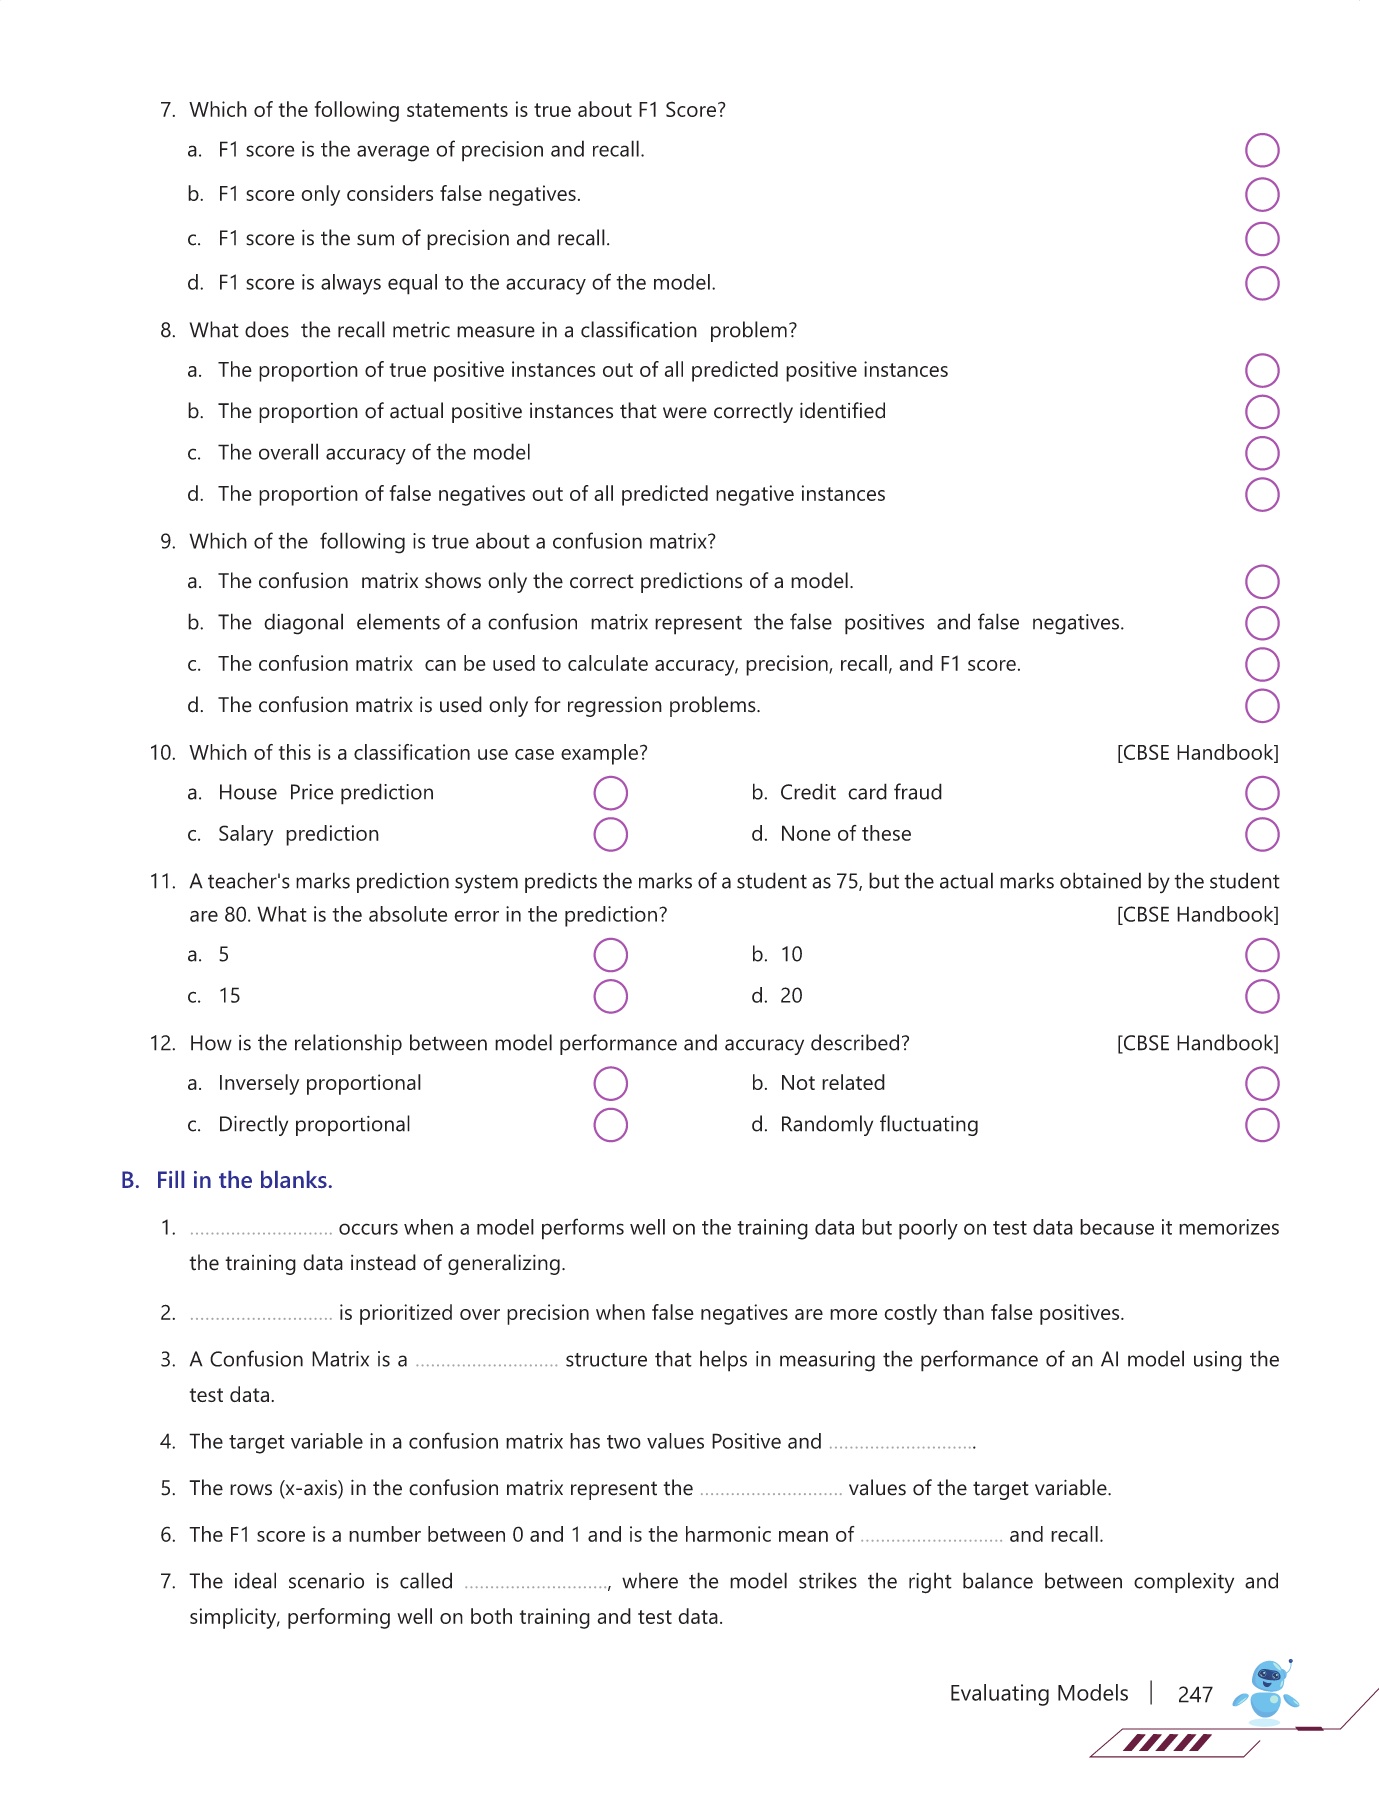 7. Which of the following statements is true about F1 Score?
a. F1 score is the average of precision and recall.
b. F1 score only considers false negatives.
c. F1 score is the sum of precision and recall.
d. F1 score is always equal to the accuracy of the model.
8. What does the recall metric measure in a classification problem?
a. The proportion of true positive instances out of all predicted positive instances
b. The proportion of actual positive instances that were correctly identified
c. The overall accuracy of the model
d. The proportion of false negatives out of all predicted negative instances
9. Which of the following is true about a confusion matrix?
a. The confusion matrix shows only the correct predictions of a model.
b. The diagonal elements of a confusion matrix represent the false positives and false negatives.
c. The confusion matrix can be used to calculate accuracy, precision, recall, and F1 score.
d. The confusion matrix is used only for regression problems.
10. Which of this is a classification use case example? [CBSE Handbook]
a. House Price prediction b. Credit card fraud
c. Salary prediction d. None of these
11. A teacher's marks prediction system predicts the marks of a student as 75, but the actual marks obtained by the student
are 80. What is the absolute error in the prediction? [CBSE Handbook]
a. 5 b. 10
c. 15 d. 20
12. How is the relationship between model performance and accuracy described? [CBSE Handbook]
a. Inversely proportional b. Not related
c. Directly proportional d. Randomly fluctuating
B. Fill in the blanks.
1. ............................ occurs when a model performs well on the training data but poorly on test data because it memorizes
the training data instead of generalizing.
2. ............................ is prioritized over precision when false negatives are more costly than false positives.
3. A Confusion Matrix is a ............................ structure that helps in measuring the performance of an AI model using the
test data.
4. The target variable in a confusion matrix has two values Positive and .............................
5. The rows (x-axis) in the confusion matrix represent the ............................ values of the target variable.
6. The F1 score is a number between 0 and 1 and is the harmonic mean of ............................ and recall.
7. The ideal scenario is called ............................, where the model strikes the right balance between complexity and
simplicity, performing well on both training and test data.
Evaluating Models | 247